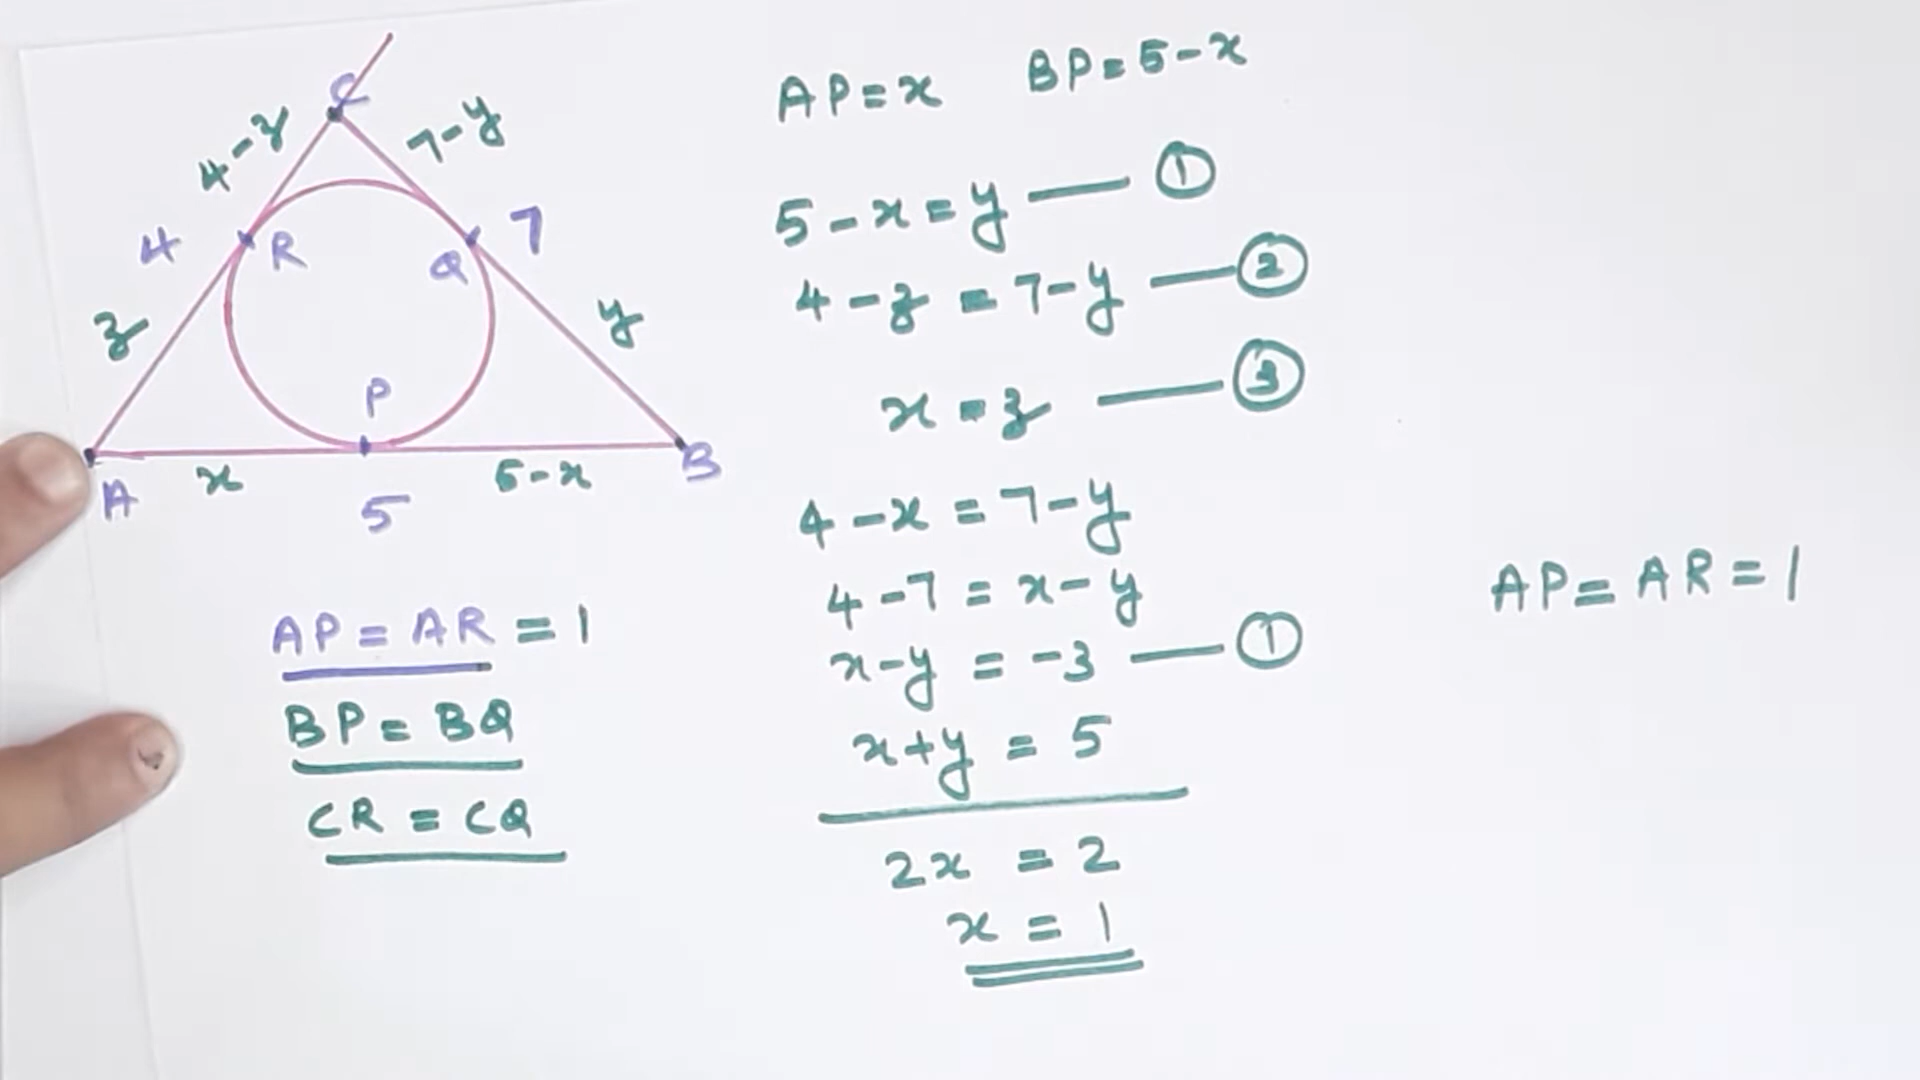 C
4-z
7-y
4
R
Q
7
z
y
P
A
x
5-x
B
5
AP = AR = 1
BP = BQ
CR = CQ
AP = x BP = 5-x
5-x = y — ①
4-z = 7-y — ②
x = z — ③
4-x = 7-y
4-7 = x-y
x-y = -3 — ①
x+y = 5
2x = 2
x = 1
AP = AR = 1